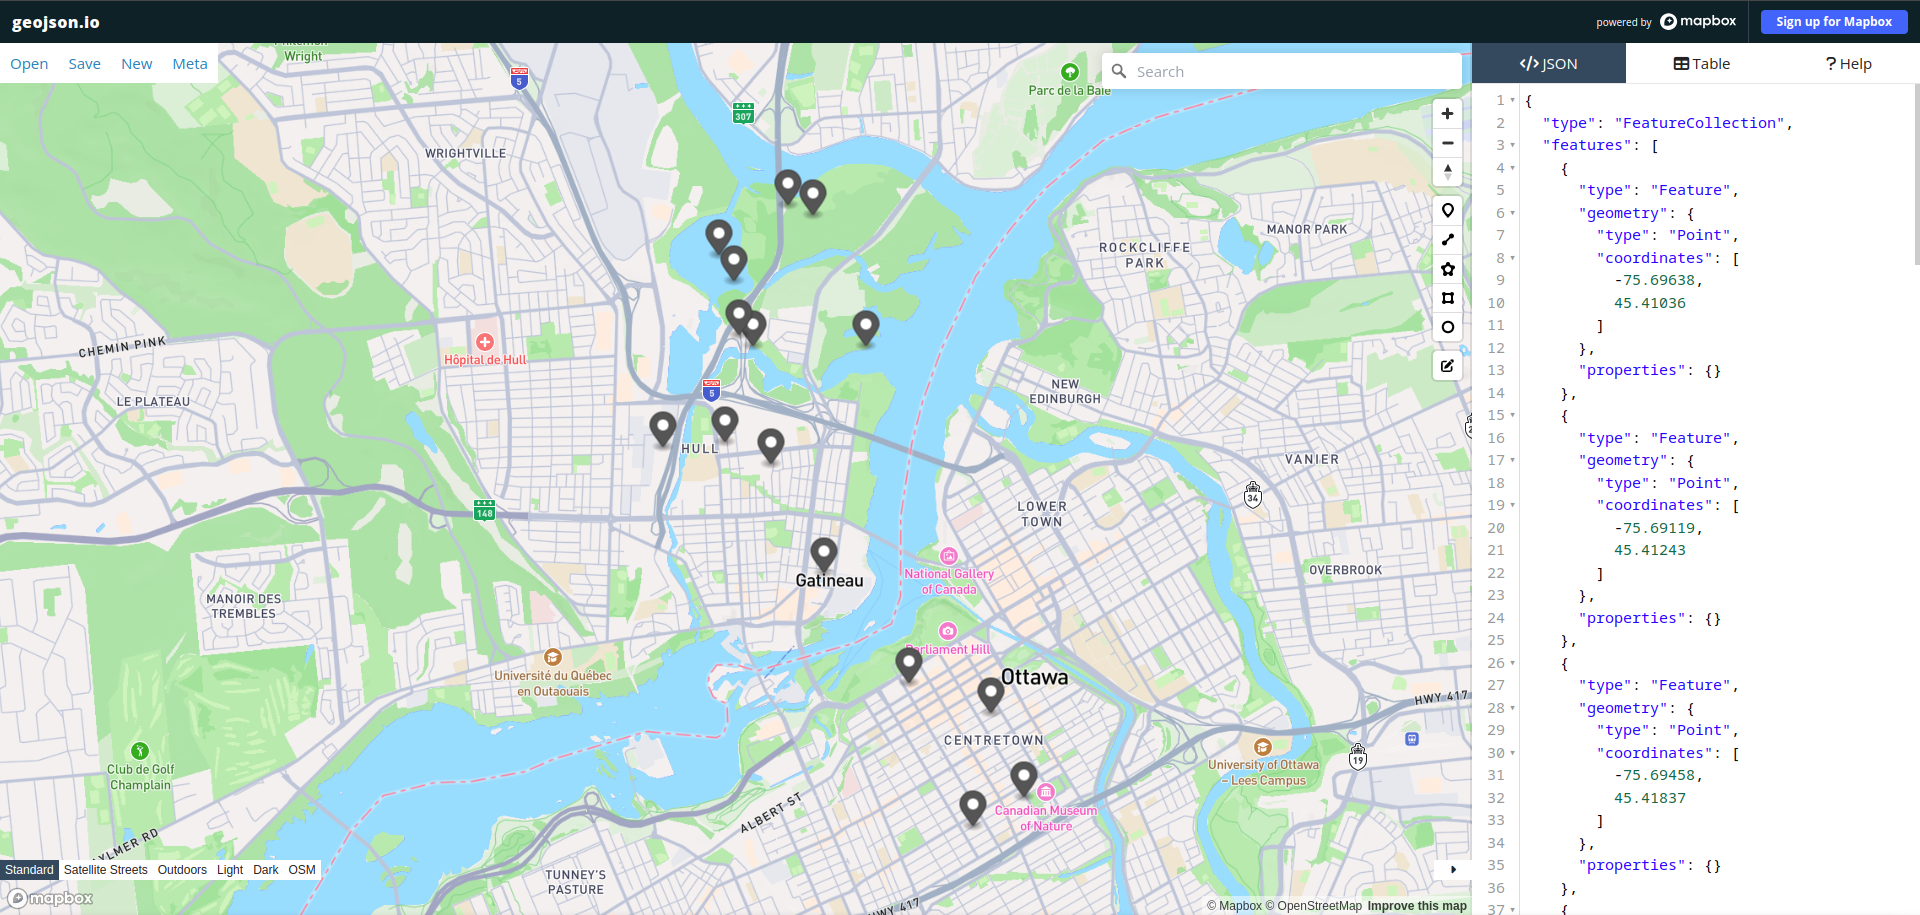 geojson.io
powered by mapbox
Sign up for Mapbox
Open Save New Meta
Search
</> JSON
Table
? Help
Wright
5
307
Parc de la Baie
WRIGHTVILLE
MANOR PARK
ROCKCLIFFE
PARK
CHEMIN PINK
Hôpital de Hull
LE PLATEAU
5
NEW
EDINBURGH
HULL
VANIER
34
148
LOWER
TOWN
National Gallery
of Canada
OVERBROOK
Gatineau
MANOIR DES
TREMBLES
Parliament Hill
Université du Québec
en Outaouais
Ottawa
HWY 417
CENTRETOWN
University of Ottawa
– Lees Campus
19
Club de Golf
Champlain
Canadian Museum
of Nature
ALBERT ST
AYLMER RD
TUNNEY'S
PASTURE
HWY 417
Standard Satellite Streets Outdoors Light Dark OSM
mapbox
© Mapbox © OpenStreetMap Improve this map
1 {
2 "type": "FeatureCollection",
3 "features": [
4 {
5 "type": "Feature",
6 "geometry": {
7 "type": "Point",
8 "coordinates": [
9 -75.69638,
10 45.41036
11 ]
12 },
13 "properties": {}
14 },
15 {
16 "type": "Feature",
17 "geometry": {
18 "type": "Point",
19 "coordinates": [
20 -75.69119,
21 45.41243
22 ]
23 },
24 "properties": {}
25 },
26 {
27 "type": "Feature",
28 "geometry": {
29 "type": "Point",
30 "coordinates": [
31 -75.69458,
32 45.41837
33 ]
34 },
35 "properties": {}
36 },
37 {